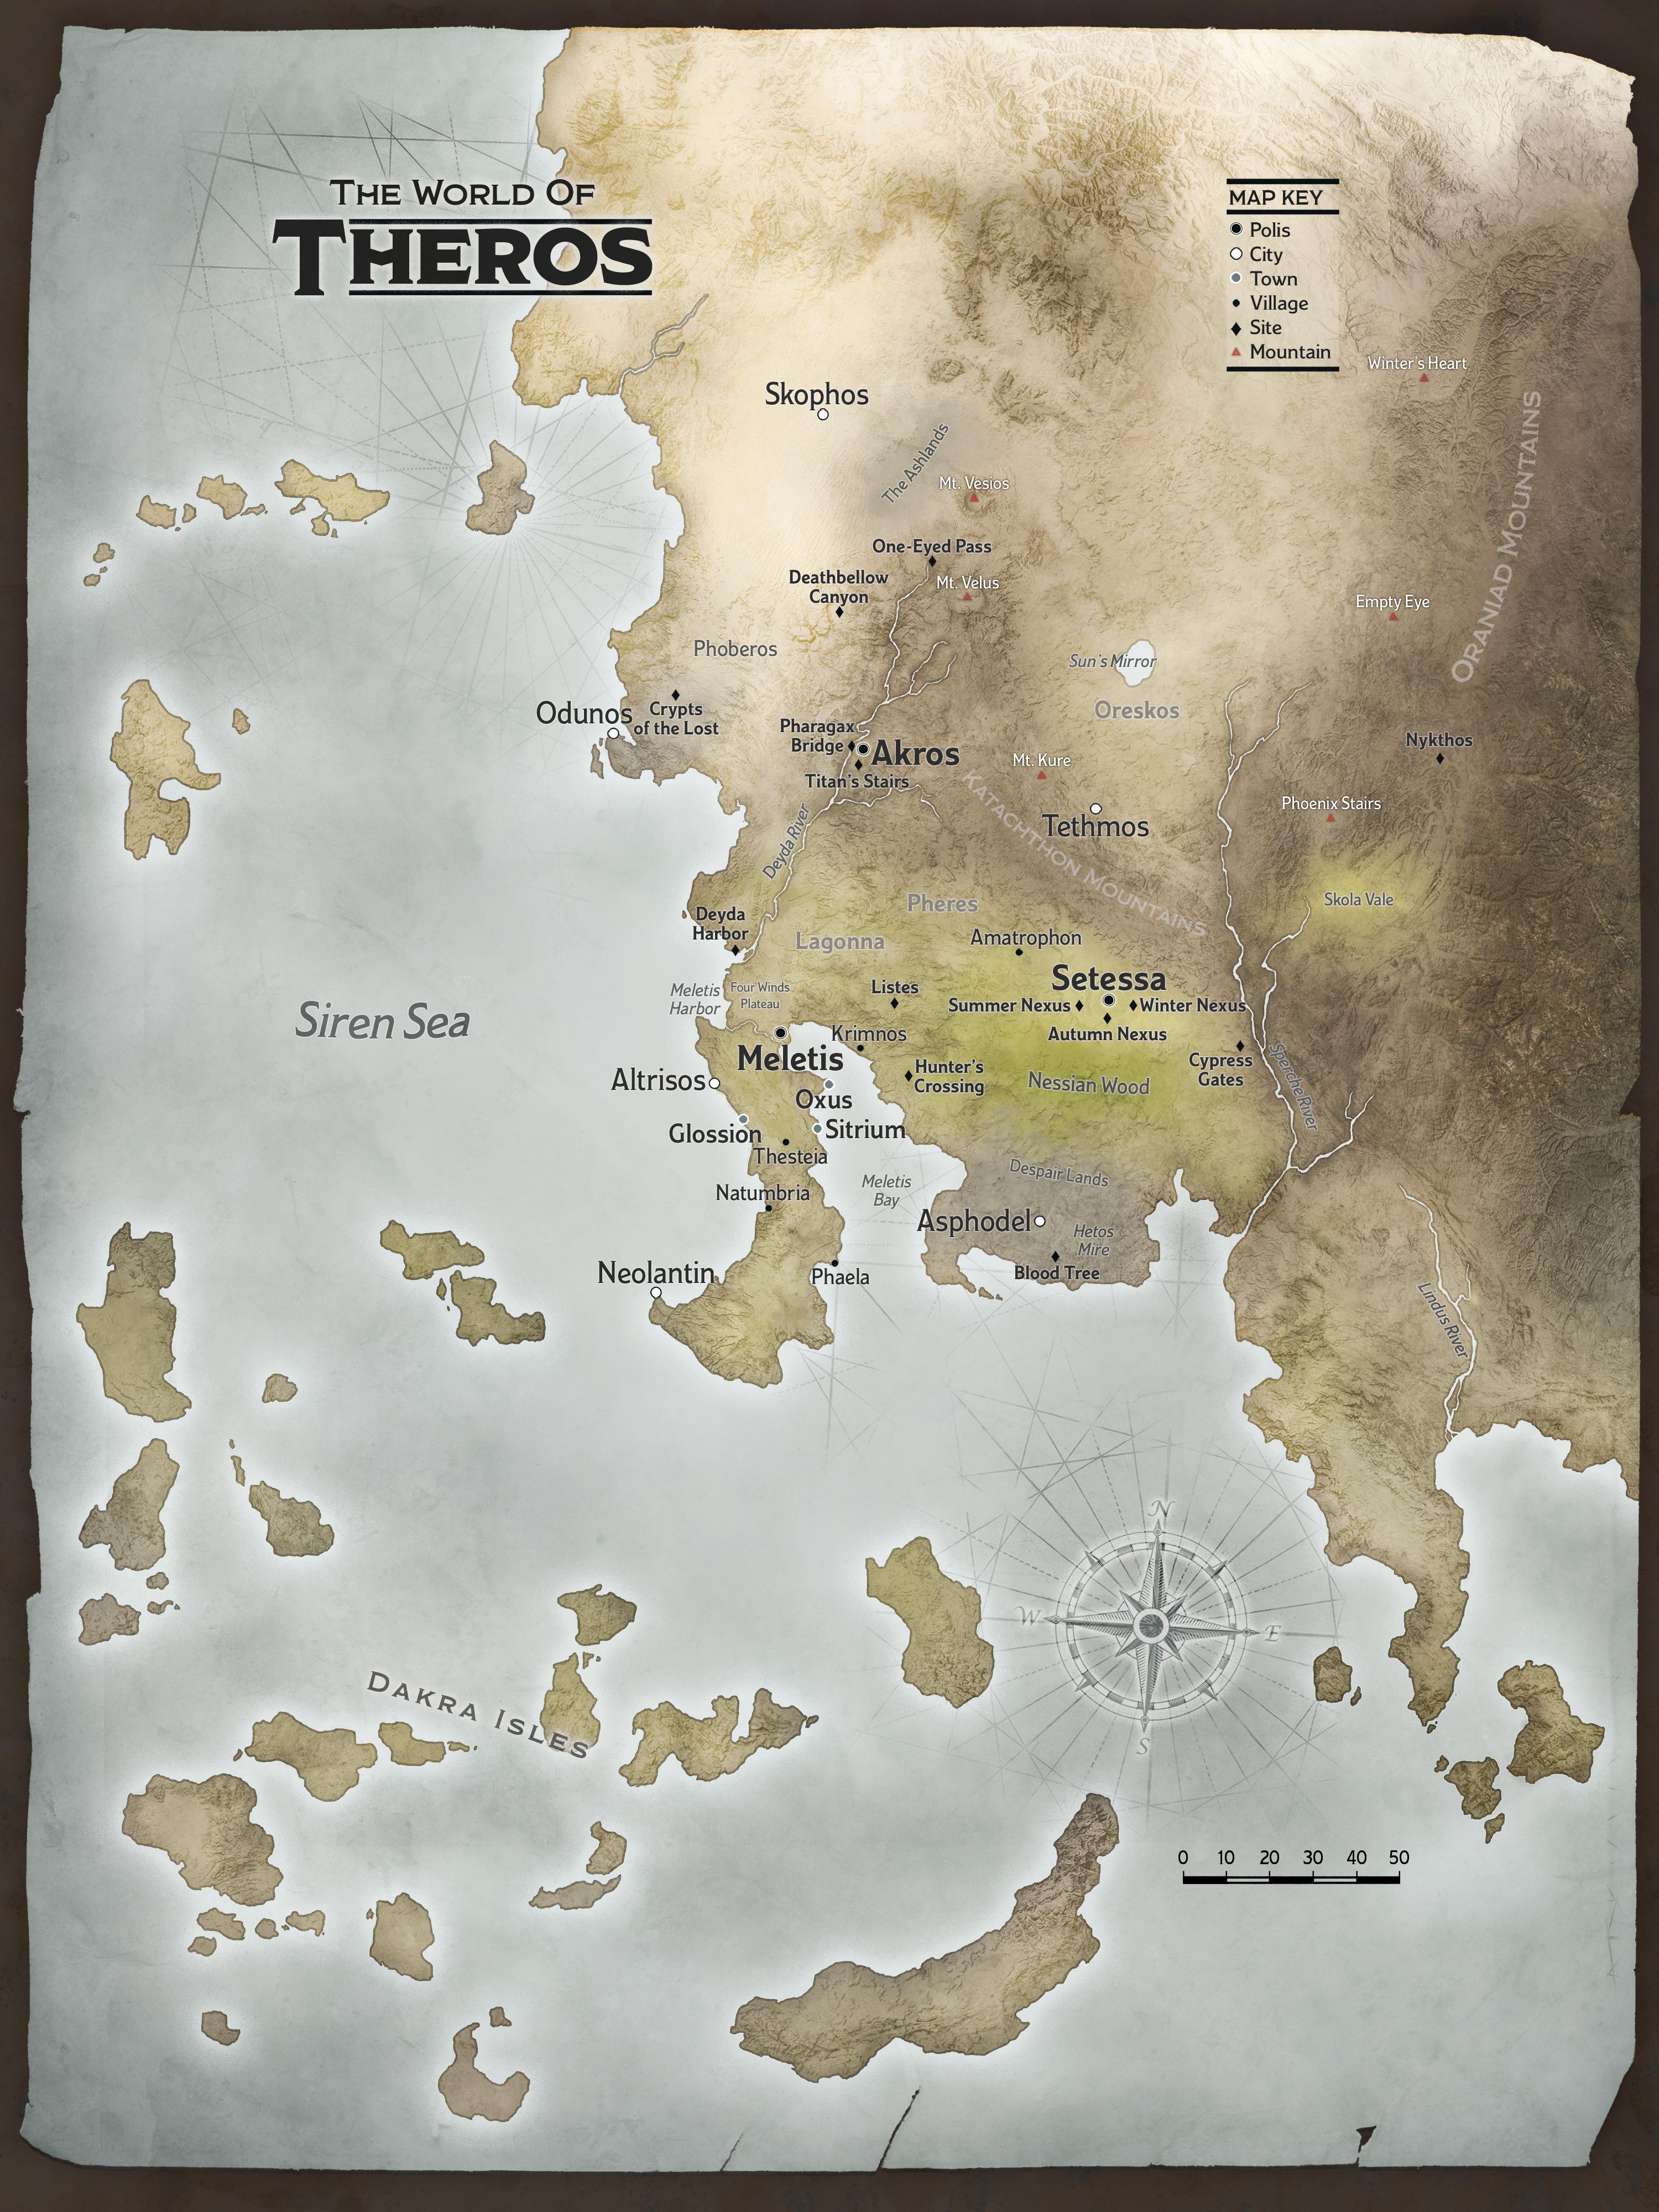 THE WORLD OF
THEROS
MAP KEY
Polis
City
Town
Village
Site
Mountain
Winter's Heart
Skophos
ORANIAD MOUNTAINS
The Ashlands
Mt. Vesios
One-Eyed Pass
Deathbellow
Canyon
Mt. Velus
Empty Eye
Phoberos
Sun's Mirror
Oreskos
Odunos
Crypts
of the Lost
Pharagax
Bridge
Akros
Titan's Stairs
Nykthos
Mt. Kure
KATACHTHON MOUNTAINS
Phoenix Stairs
Tethmos
Deyda River
Skola Vale
Pheres
Deyda
Harbor
Lagonna
Amatrophon
Setessa
Meletis
Harbor
Four Winds
Plateau
Listes
Summer Nexus
Winter Nexus
Autumn Nexus
Siren Sea
Krimnos
Meletis
Cypress
Gates
Sperche River
Altrisos
Hunter's
Crossing
Nessian Wood
Oxus
Glossion
Sitrium
Thesteia
Despair Lands
Natumbria
Meletis
Bay
Asphodel
Hetos
Mire
Neolantin
Phaela
Blood Tree
Lindus River
N
W
E
S
DAKRA ISLES
0 10 20 30 40 50